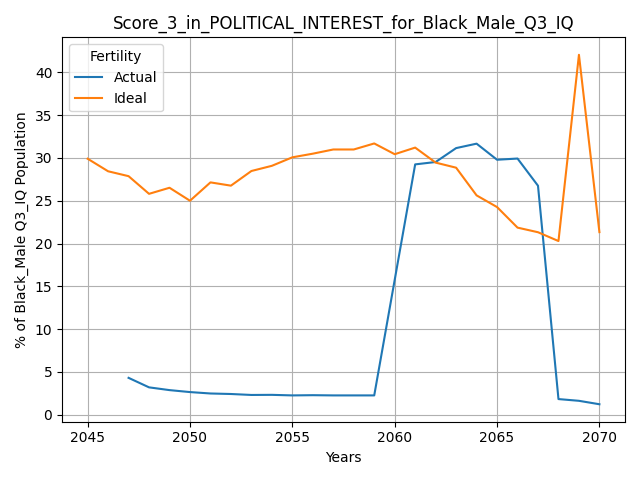 Score_3_in_POLITICAL_INTEREST_for_Black_Male_Q3_IQ
Fertility
Actual
Ideal
% of Black_Male Q3_IQ Population
40
35
30
25
20
15
10
5
0
2045 2050 2055 2060 2065 2070
Years